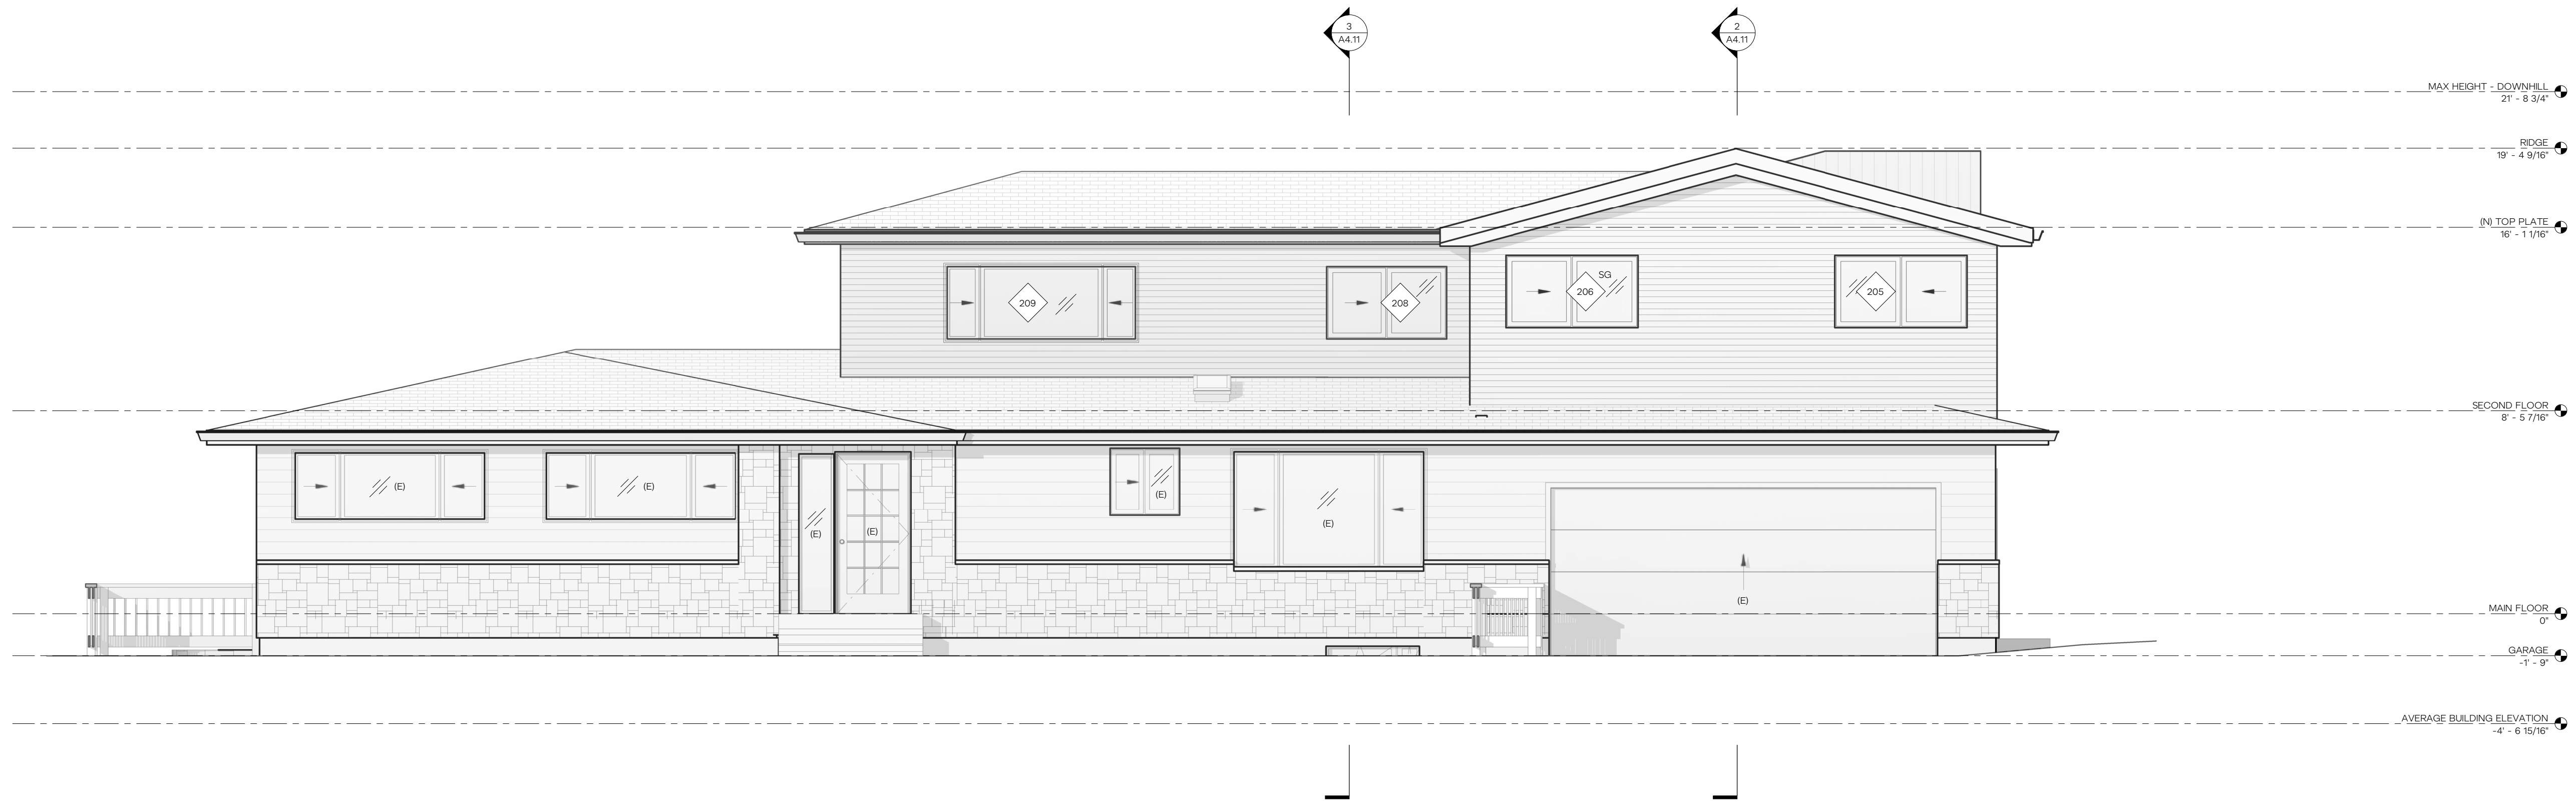 3
A4.11
2
A4.11
MAX HEIGHT - DOWNHILL
21' - 8 3/4"
RIDGE
19' - 4 9/16"
(N) TOP PLATE
16' - 1 1/16"
209
208
206
SG
205
SECOND FLOOR
8' - 5 7/16"
(E)
(E)
(E)
(E)
(E)
(E)
(E)
MAIN FLOOR
0"
GARAGE
-1' - 9"
AVERAGE BUILDING ELEVATION
-4' - 6 15/16"